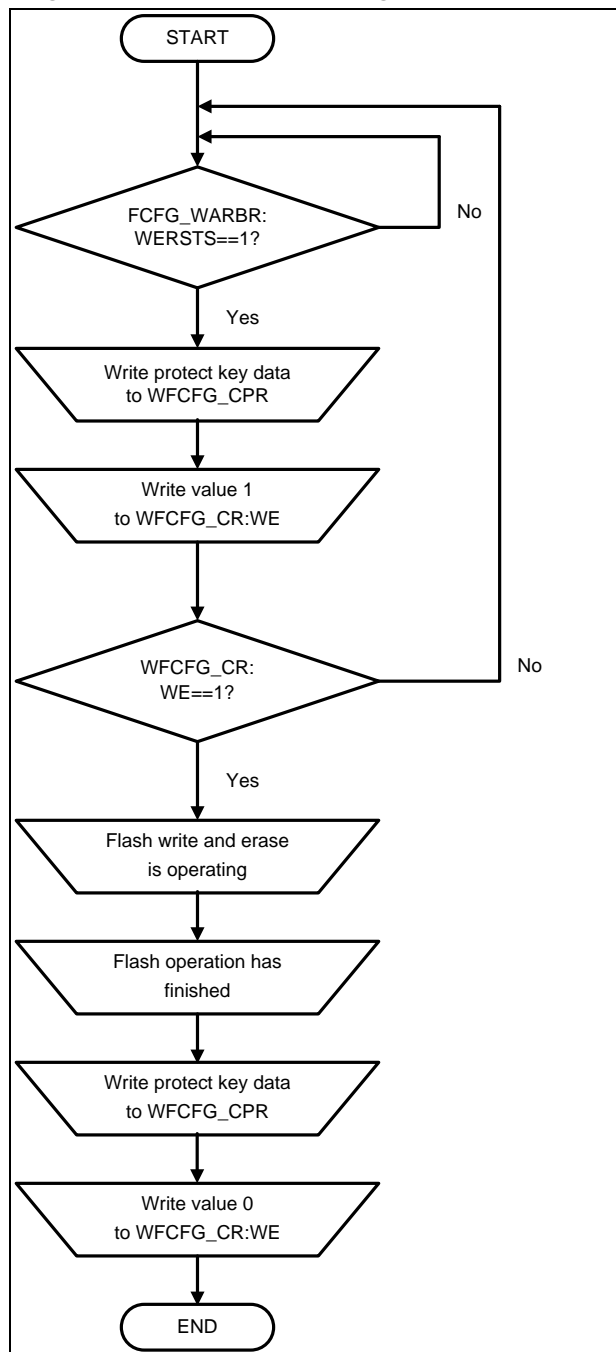 START
FCFG_WARBR:
WERSTS==1?
No
Yes
Write protect key data
to WFCFG_CPR
Write value 1
to WFCFG_CR:WE
WFCFG_CR:
WE==1?
No
Yes
Flash write and erase
is operating
Flash operation has
finished
Write protect key data
to WFCFG_CPR
Write value 0
to WFCFG_CR:WE
END